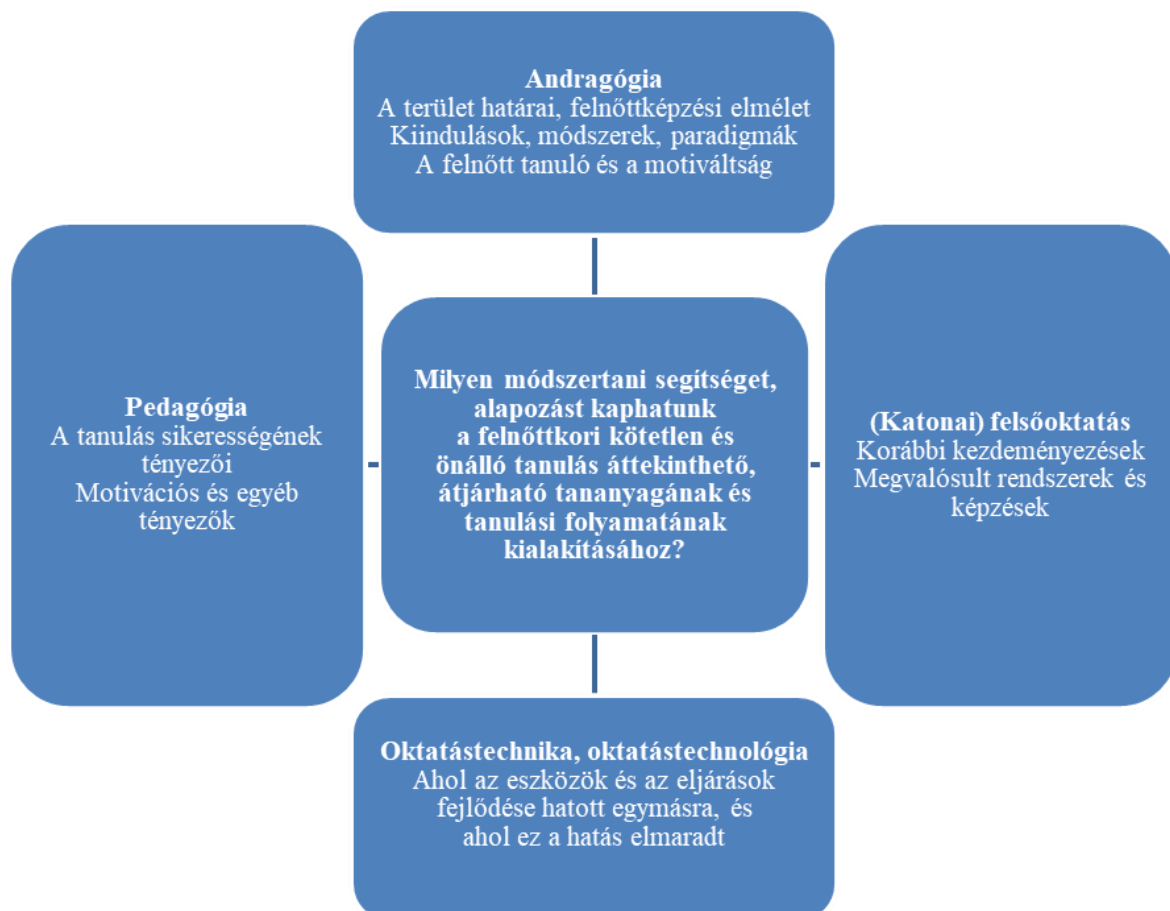 Andragógia
A terület határai, felnőttképzési elmélet
Kiindulások, módszerek, paradigmák
A felnőtt tanuló és a motiváltság
Pedagógia
A tanulás sikerességének
tényezői
Motivációs és egyéb
tényezők
Milyen módszertani segítséget,
alapozást kaphatunk
a felnőttkori kötetlen és
önálló tanulás áttekinthető,
átjárható tananyagának és
tanulási folyamatának
kialakításához?
(Katonai) felsőoktatás
Korábbi kezdeményezések
Megvalósult rendszerek és
képzések
Oktatástechnika, oktatástechnológia
Ahol az eszközök és az eljárások
fejlődése hatott egymásra, és
ahol ez a hatás elmaradt